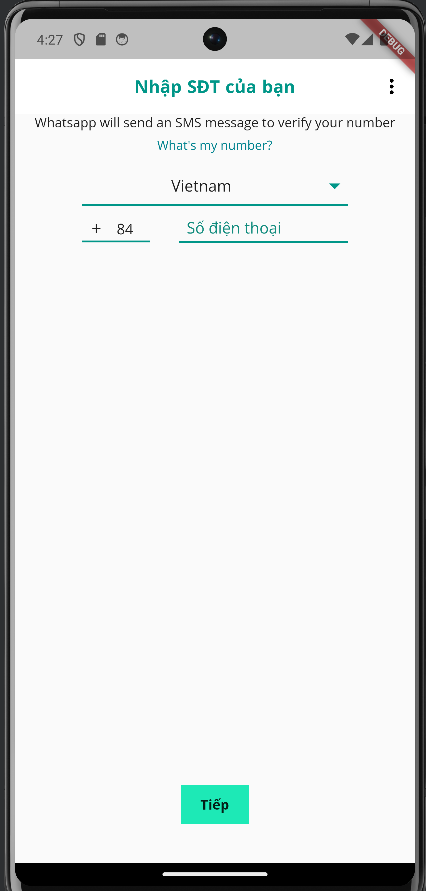 4:27
DEBUG
Nhập SĐT của bạn
Whatsapp will send an SMS message to verify your number
What's my number?
Vietnam
+ 84
Số điện thoại
Tiếp